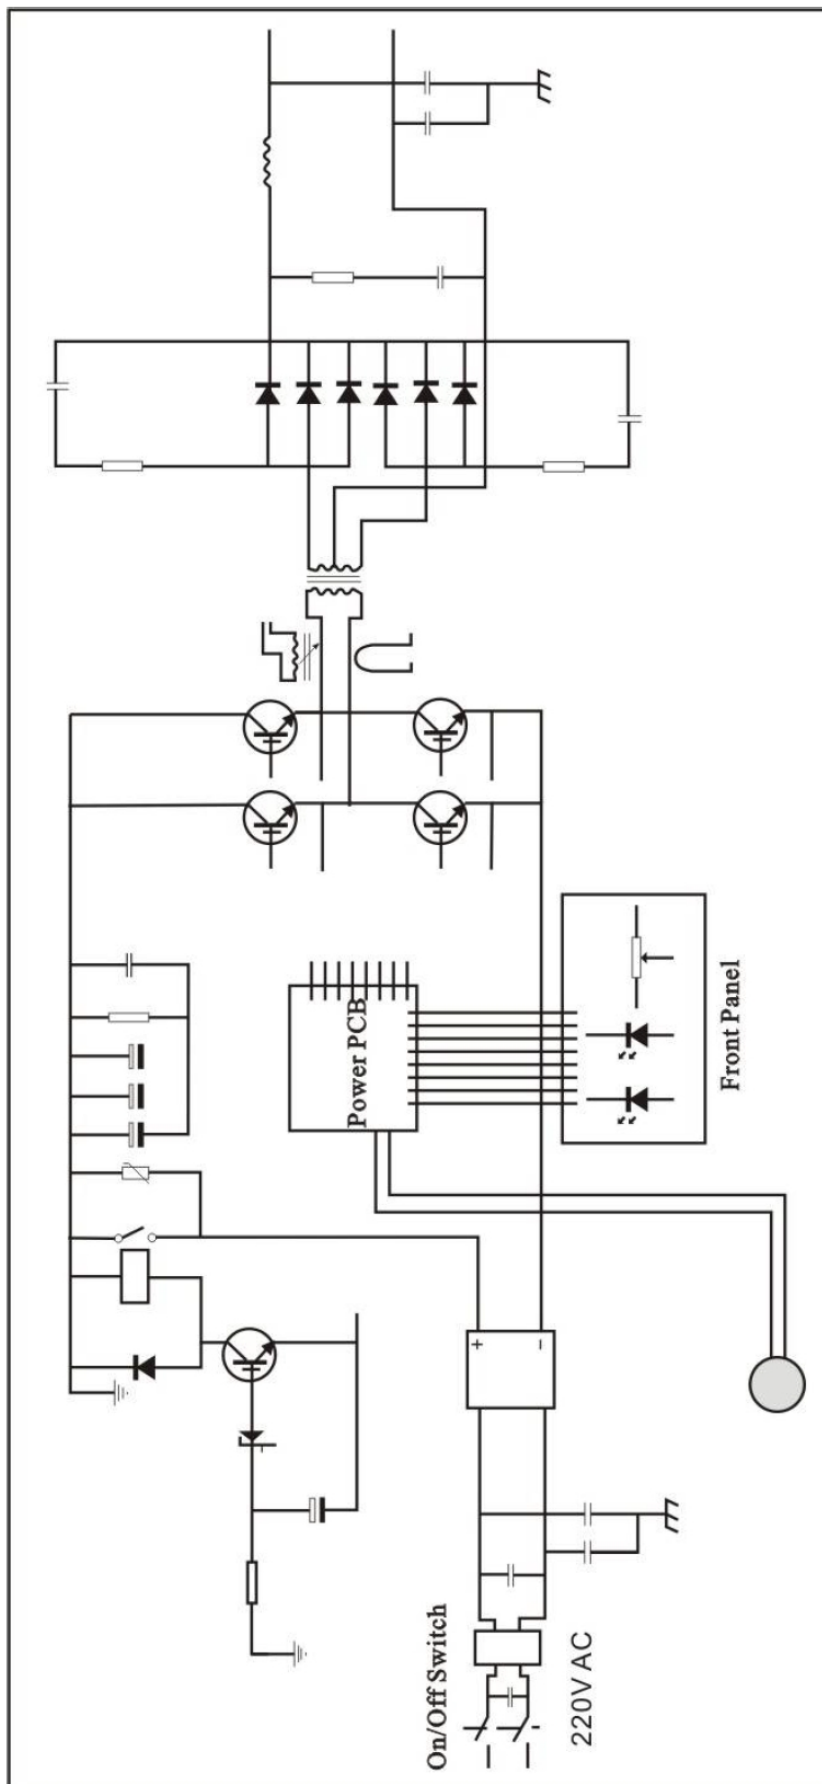 Power PCB
Front Panel
+
−
On/Off Switch
220V AC